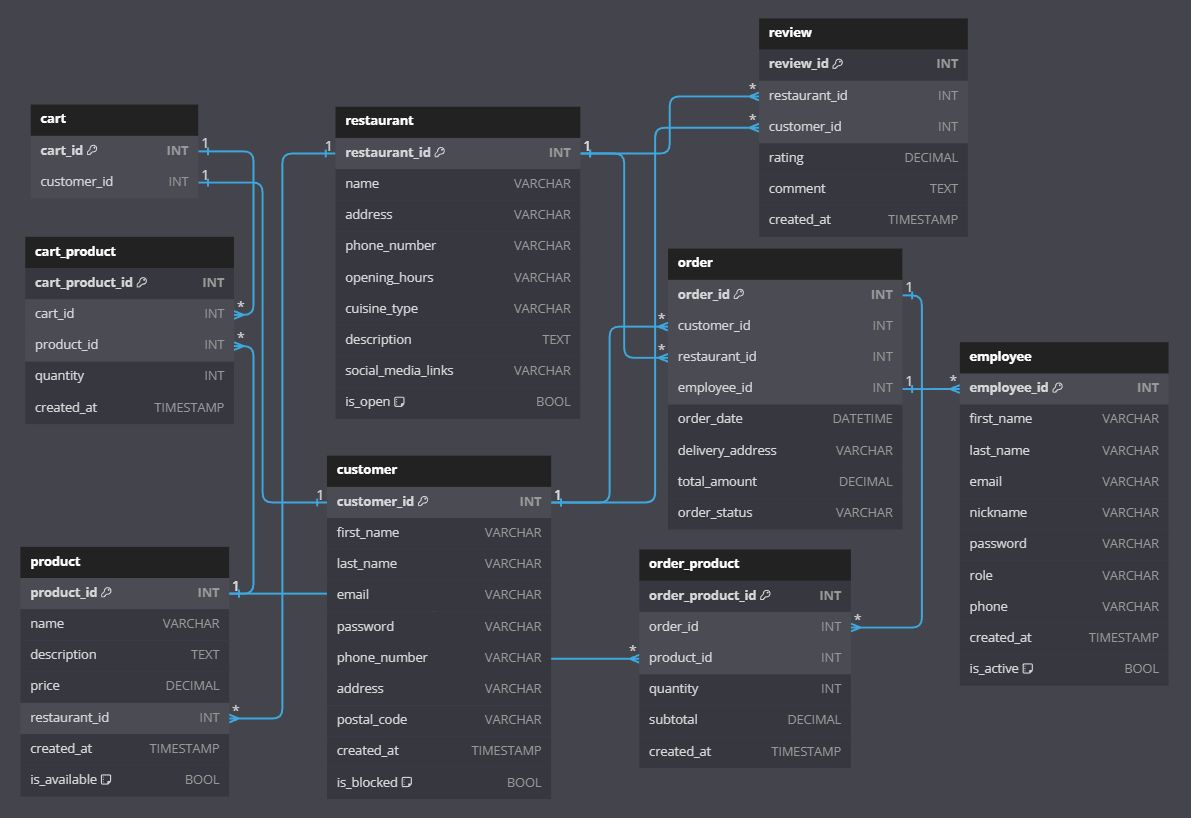 review
review_id INT
restaurant_id INT
customer_id INT
rating DECIMAL
comment TEXT
created_at TIMESTAMP
*
*
cart
cart_id INT
customer_id INT
1
1
restaurant
restaurant_id INT
name VARCHAR
address VARCHAR
phone_number VARCHAR
opening_hours VARCHAR
cuisine_type VARCHAR
description TEXT
social_media_links VARCHAR
is_open BOOL
1
1
cart_product
cart_product_id INT
cart_id INT
product_id INT
quantity INT
created_at TIMESTAMP
*
*
order
order_id INT
customer_id INT
restaurant_id INT
employee_id INT
order_date DATETIME
delivery_address VARCHAR
total_amount DECIMAL
order_status VARCHAR
*
*
1
1
employee
employee_id INT
first_name VARCHAR
last_name VARCHAR
email VARCHAR
nickname VARCHAR
password VARCHAR
role VARCHAR
phone VARCHAR
created_at TIMESTAMP
is_active BOOL
*
customer
customer_id INT
first_name VARCHAR
last_name VARCHAR
email VARCHAR
password VARCHAR
phone_number VARCHAR
address VARCHAR
postal_code VARCHAR
created_at TIMESTAMP
is_blocked BOOL
1
1
product
product_id INT
name VARCHAR
description TEXT
price DECIMAL
restaurant_id INT
created_at TIMESTAMP
is_available BOOL
1
*
order_product
order_product_id INT
order_id INT
product_id INT
quantity INT
subtotal DECIMAL
created_at TIMESTAMP
*
*